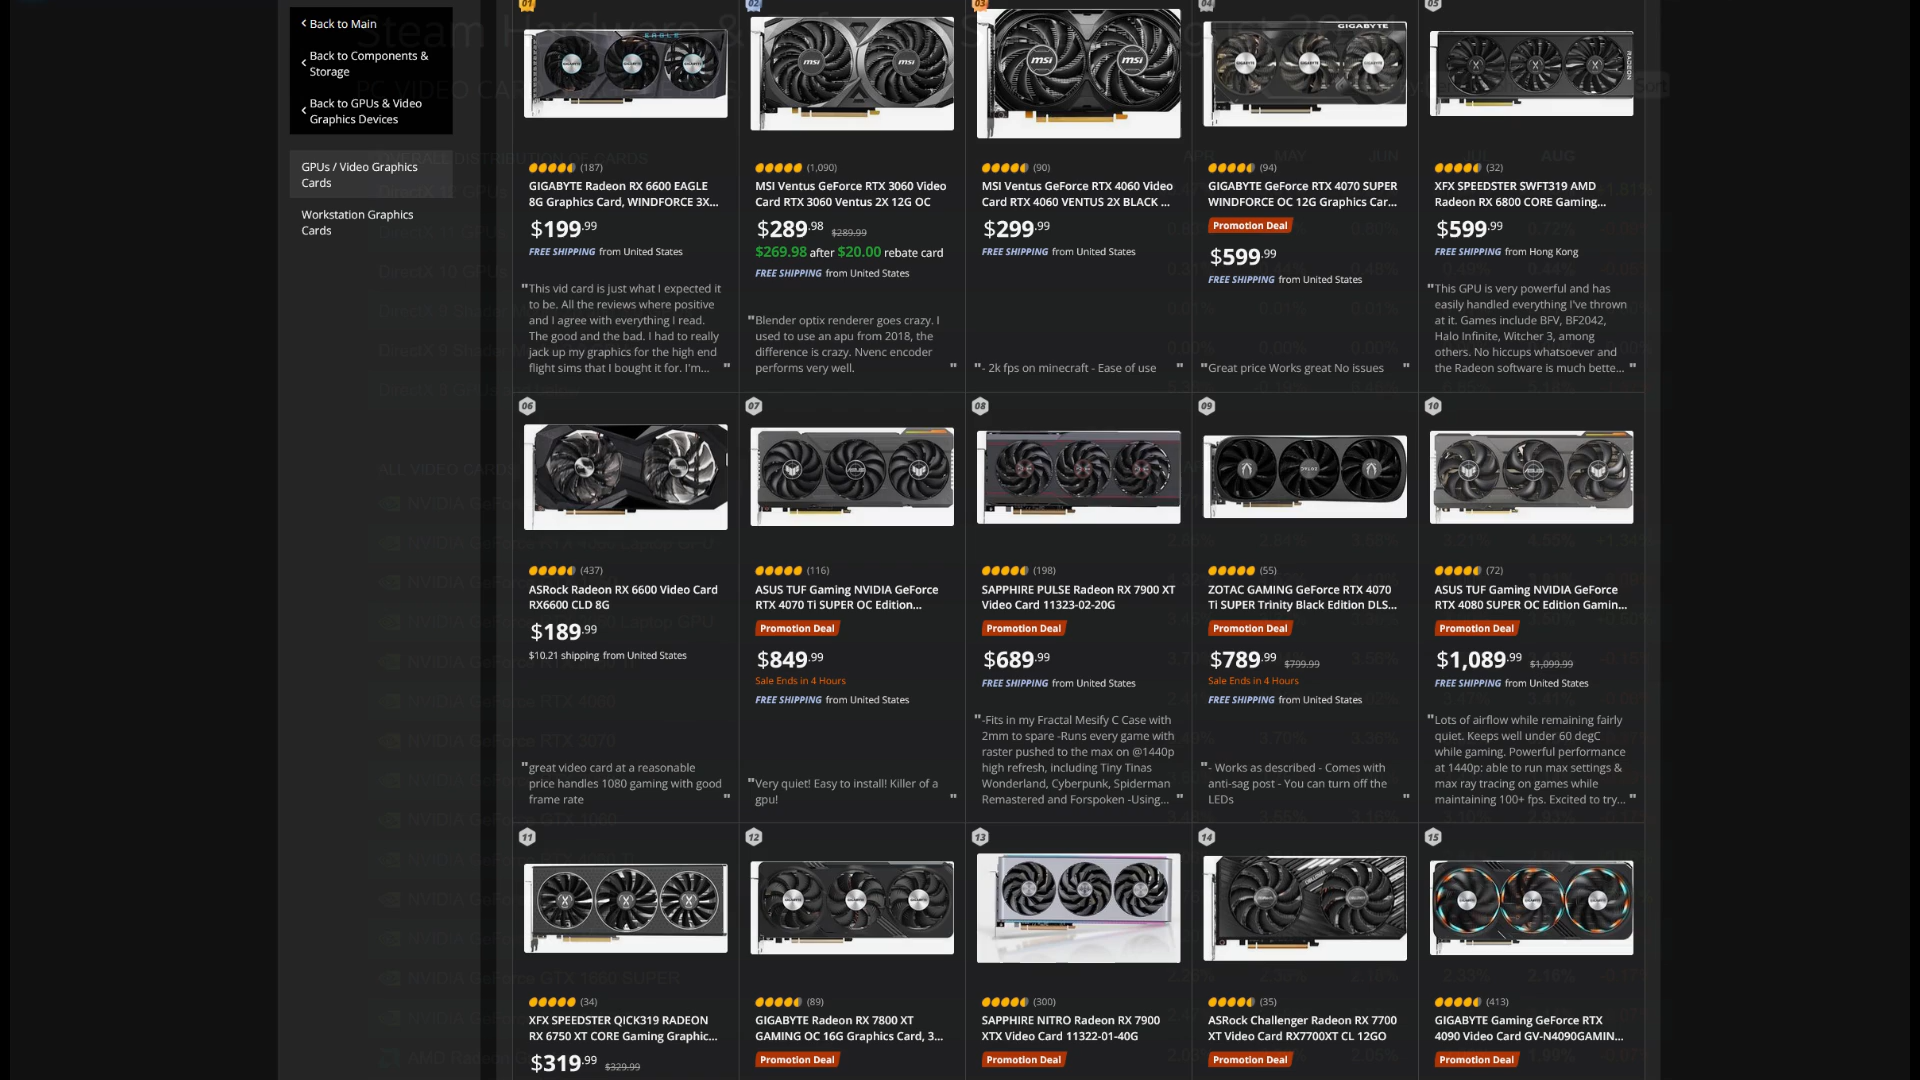 Back to Main
Back to Components &
Storage
Back to GPUs & Video
Graphics Devices
GPUs / Video Graphics
Cards
Workstation Graphics
Cards
01
(187)
GIGABYTE Radeon RX 6600 EAGLE
8G Graphics Card, WINDFORCE 3X...
$199.99
FREE SHIPPING from United States
"This vid card is just what I expected it
to be. All the reviews where positive
and I agree with everything I read.
The good and the bad. I had to really
jack up my graphics for the high end
flight sims that I bought it for. I'm... "
02
(1,090)
MSI Ventus GeForce RTX 3060 Video
Card RTX 3060 Ventus 2X 12G OC
$289.98 $289.99
$269.98 after $20.00 rebate card
FREE SHIPPING from United States
"Blender optix renderer goes crazy. I
used to use an apu from 2018, the
difference is crazy. Nvenc encoder
performs very well. "
03
(90)
MSI Ventus GeForce RTX 4060 Video
Card RTX 4060 VENTUS 2X BLACK ...
$299.99
FREE SHIPPING from United States
"- 2k fps on minecraft - Ease of use "
04
GIGABYTE
(94)
GIGABYTE GeForce RTX 4070 SUPER
WINDFORCE OC 12G Graphics Car...
Promotion Deal
$599.99
FREE SHIPPING from United States
"Great price Works great No issues "
05
RADEON
(32)
XFX SPEEDSTER SWFT319 AMD
Radeon RX 6800 CORE Gaming...
$599.99
FREE SHIPPING from Hong Kong
"This GPU is very powerful and has
easily handled everything I've thrown
at it. Games include BFV, BF2042,
Halo Infinite, Witcher 3, among
others. No hiccups whatsoever and
the Radeon software is much bette... "
06
(437)
ASRock Radeon RX 6600 Video Card
RX6600 CLD 8G
$189.99
$10.21 shipping from United States
"great video card at a reasonable
price handles 1080 gaming with good
frame rate "
07
(116)
ASUS TUF Gaming NVIDIA GeForce
RTX 4070 Ti SUPER OC Edition...
Promotion Deal
$849.99
Sale Ends in 4 Hours
FREE SHIPPING from United States
"Very quiet! Easy to install! Killer of a
gpu! "
08
(198)
SAPPHIRE PULSE Radeon RX 7900 XT
Video Card 11323-02-20G
Promotion Deal
$689.99
FREE SHIPPING from United States
"-Fits in my Fractal Mesify C Case with
2mm to spare -Runs every game with
raster pushed to the max on @1440p
high refresh, including Tiny Tinas
Wonderland, Cyberpunk, Spiderman
Remastered and Forspoken -Using... "
09
(55)
ZOTAC GAMING GeForce RTX 4070
Ti SUPER Trinity Black Edition DLS...
Promotion Deal
$789.99 $799.99
Sale Ends in 4 Hours
FREE SHIPPING from United States
"- Works as described - Comes with
anti-sag post - You can turn off the
LEDs "
10
(72)
ASUS TUF Gaming NVIDIA GeForce
RTX 4080 SUPER OC Edition Gamin...
Promotion Deal
$1,089.99 $1,099.99
FREE SHIPPING from United States
"Lots of airflow while remaining fairly
quiet. Keeps well under 60 degC
while gaming. Powerful performance
at 1440p: able to run max settings &
max ray tracing on games while
maintaining 100+ fps. Excited to try... "
11
(34)
XFX SPEEDSTER QICK319 RADEON
RX 6750 XT CORE Gaming Graphic...
$319.99 $329.99
12
(89)
GIGABYTE Radeon RX 7800 XT
GAMING OC 16G Graphics Card, 3...
Promotion Deal
13
(300)
SAPPHIRE NITRO Radeon RX 7900
XTX Video Card 11322-01-40G
Promotion Deal
14
(35)
ASRock Challenger Radeon RX 7700
XT Video Card RX7700XT CL 12GO
Promotion Deal
15
(413)
GIGABYTE Gaming GeForce RTX
4090 Video Card GV-N4090GAMIN...
Promotion Deal